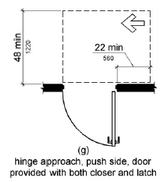 48 min
1220
22 min
560
(g)
hinge approach, push side, door
provided with both closer and latch